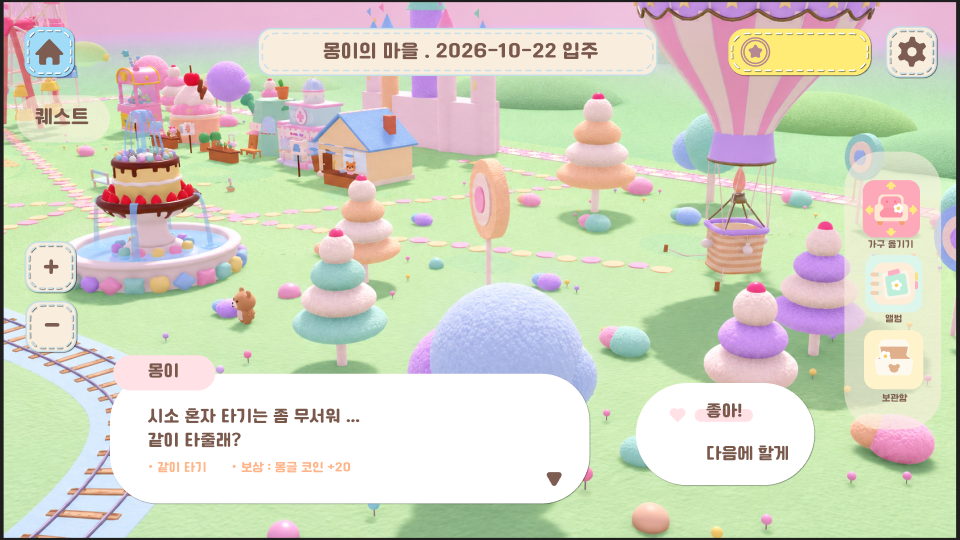 몽이의 마을 . 2026-10-22 입주
퀘스트
가구 옮기기
앨범
보관함
+
−
몽이
시소 혼자 타기는 좀 무서워 ...
같이 타줄래?
· 같이 타기 · 보상 : 몽글 코인 +20
좋아!
다음에 할게